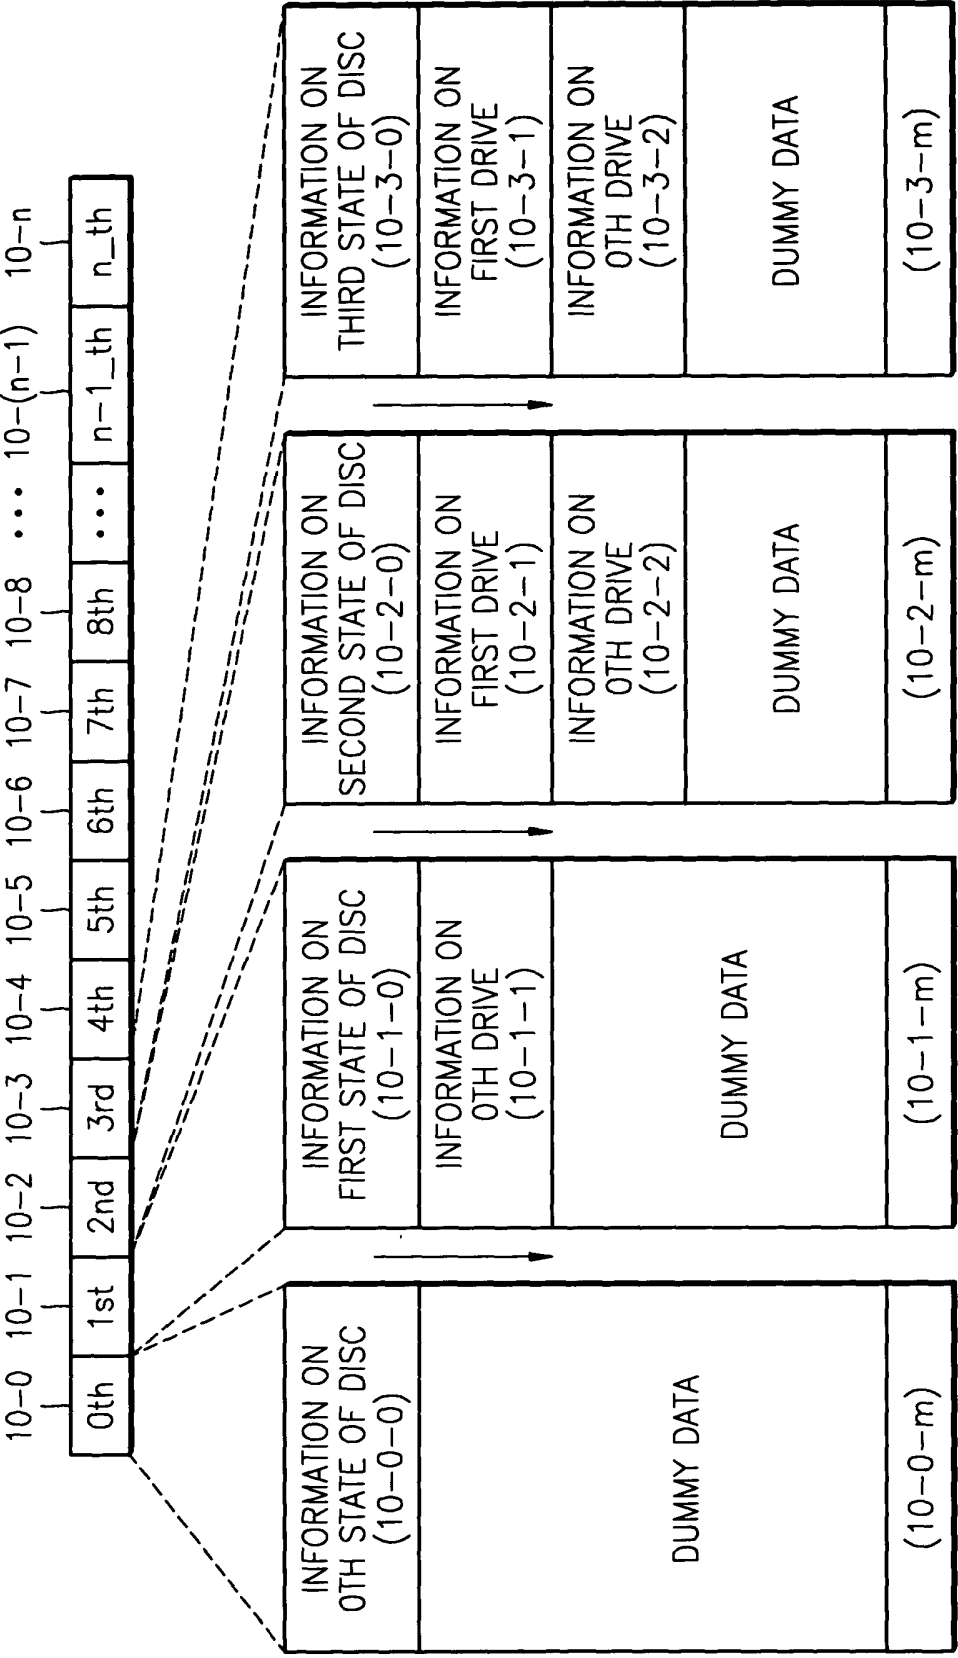 10-0 10-1 10-2 10-3 10-4 10-5 10-6 10-7 10-8 ... 10-(n-1) 10-n
0th 1st 2nd 3rd 4th 5th 6th 7th 8th ... n-1_th n_th
INFORMATION ON
0TH STATE OF DISC
(10-0-0)
DUMMY DATA
(10-0-m)
INFORMATION ON
FIRST STATE OF DISC
(10-1-0)
INFORMATION ON
0TH DRIVE
(10-1-1)
DUMMY DATA
(10-1-m)
INFORMATION ON
SECOND STATE OF DISC
(10-2-0)
INFORMATION ON
FIRST DRIVE
(10-2-1)
INFORMATION ON
0TH DRIVE
(10-2-2)
DUMMY DATA
(10-2-m)
INFORMATION ON
THIRD STATE OF DISC
(10-3-0)
INFORMATION ON
FIRST DRIVE
(10-3-1)
INFORMATION ON
0TH DRIVE
(10-3-2)
DUMMY DATA
(10-3-m)